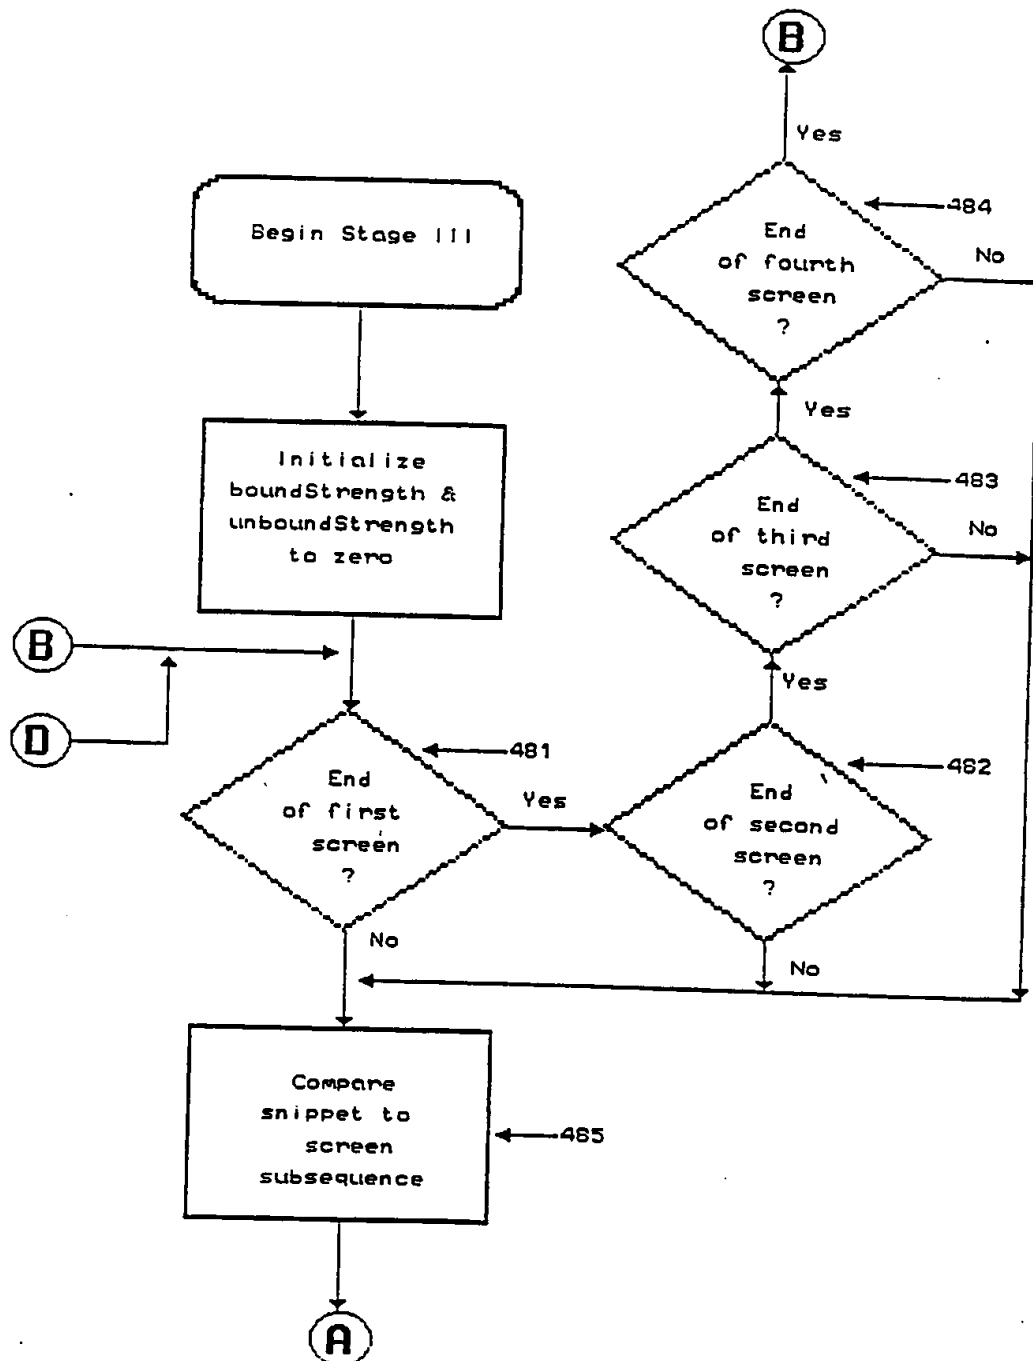 B
Yes
484
End
of fourth
screen
?
No
Begin Stage III
Yes
483
End
of third
screen
?
No
Initialize
boundStrength &
unboundStrength
to zero
B
Yes
D
481
End
of first
screen
?
Yes
482
End
of second
screen
?
No
No
Compare
snippet to
screen
subsequence
485
A